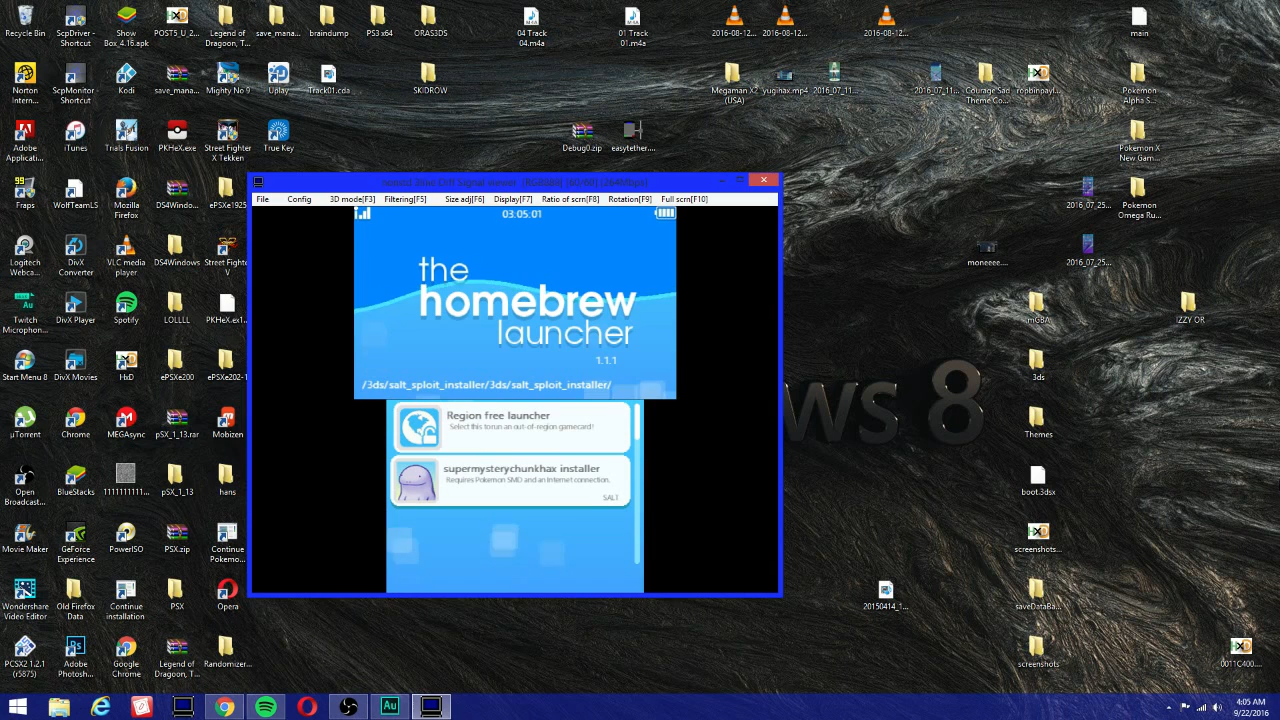 Recycle Bin
ScpDriver - Shortcut
Show Box_4.16.apk
POST5_U_2...
Legend of Dragoon, T...
save_mana...
braindump
PS3 x64
ORAS3DS
04 Track 04.m4a
01 Track 01.m4a
2016-08-12...
2016-08-12...
2016-08-12...
main
Norton Intern...
ScpMonitor - Shortcut
Kodi
save_mana...
Mighty No 9
Uplay
Track01.cda
SKIDROW
Megaman X2 (USA)
yugihax.mp4
2016_07_11...
2016_07_11...
Courage Sad Theme Co...
ropbinpayl...
Pokemon Alpha S...
Adobe Applicati...
iTunes
Trials Fusion
PKHeX.exe
Street Fighter X Tekken
True Key
Debug0.zip
easytether...
Pokemon X New Gam...
Fraps
WolfTeamLS
Mozilla Firefox
DS4Window...
ePSXe1925
2016_07_25...
Pokemon Omega Ru...
File
Config
3D mode[F3]
Filtering[F5]
Size adj[F6]
Display[F7]
Ratio of scrn[F8]
Rotation[F9]
Full scrn[F10]
03:05:01
Logitech Webca...
DivX Converter
VLC media player
DS4Windows
Street Fighter V
moneeee....
2016_07_25...
the
homebrew
launcher
1.1.1
/3ds/salt_sploit_installer/3ds/salt_sploit_installer/
Twitch Microphon...
DivX Player
Spotify
LOLLLL
PKHeX.ex1...
mGBA
IZZY OR
Start Menu 8
DivX Movies
HxD
ePSXe200
ePSXe202-1
3ds
ws 8
Region free launcher
Select this to run an out-of-region gamecard!
supermysterychunkhax installer
Requires Pokemon SMD and an Internet connection.
SALT
µTorrent
Chrome
MEGAsync
pSX_1_13.rar
Mobizen
Themes
Open Broadcast...
BlueStacks
1111111111...
pSX_1_13
hans
boot.3dsx
Movie Maker
GeForce Experience
PowerISO
PSX.zip
Continue Pokemo...
screenshots...
Wondershare Video Editor
Old Firefox Data
Continue installation
PSX
Opera
20150414_1...
saveDataBa...
PCSX2 1.2.1 (r5875)
Adobe Photosh...
Google Chrome
Legend of Dragoon, T...
Randomizer...
screenshots
0011C400....
4:05 AM
9/22/2016